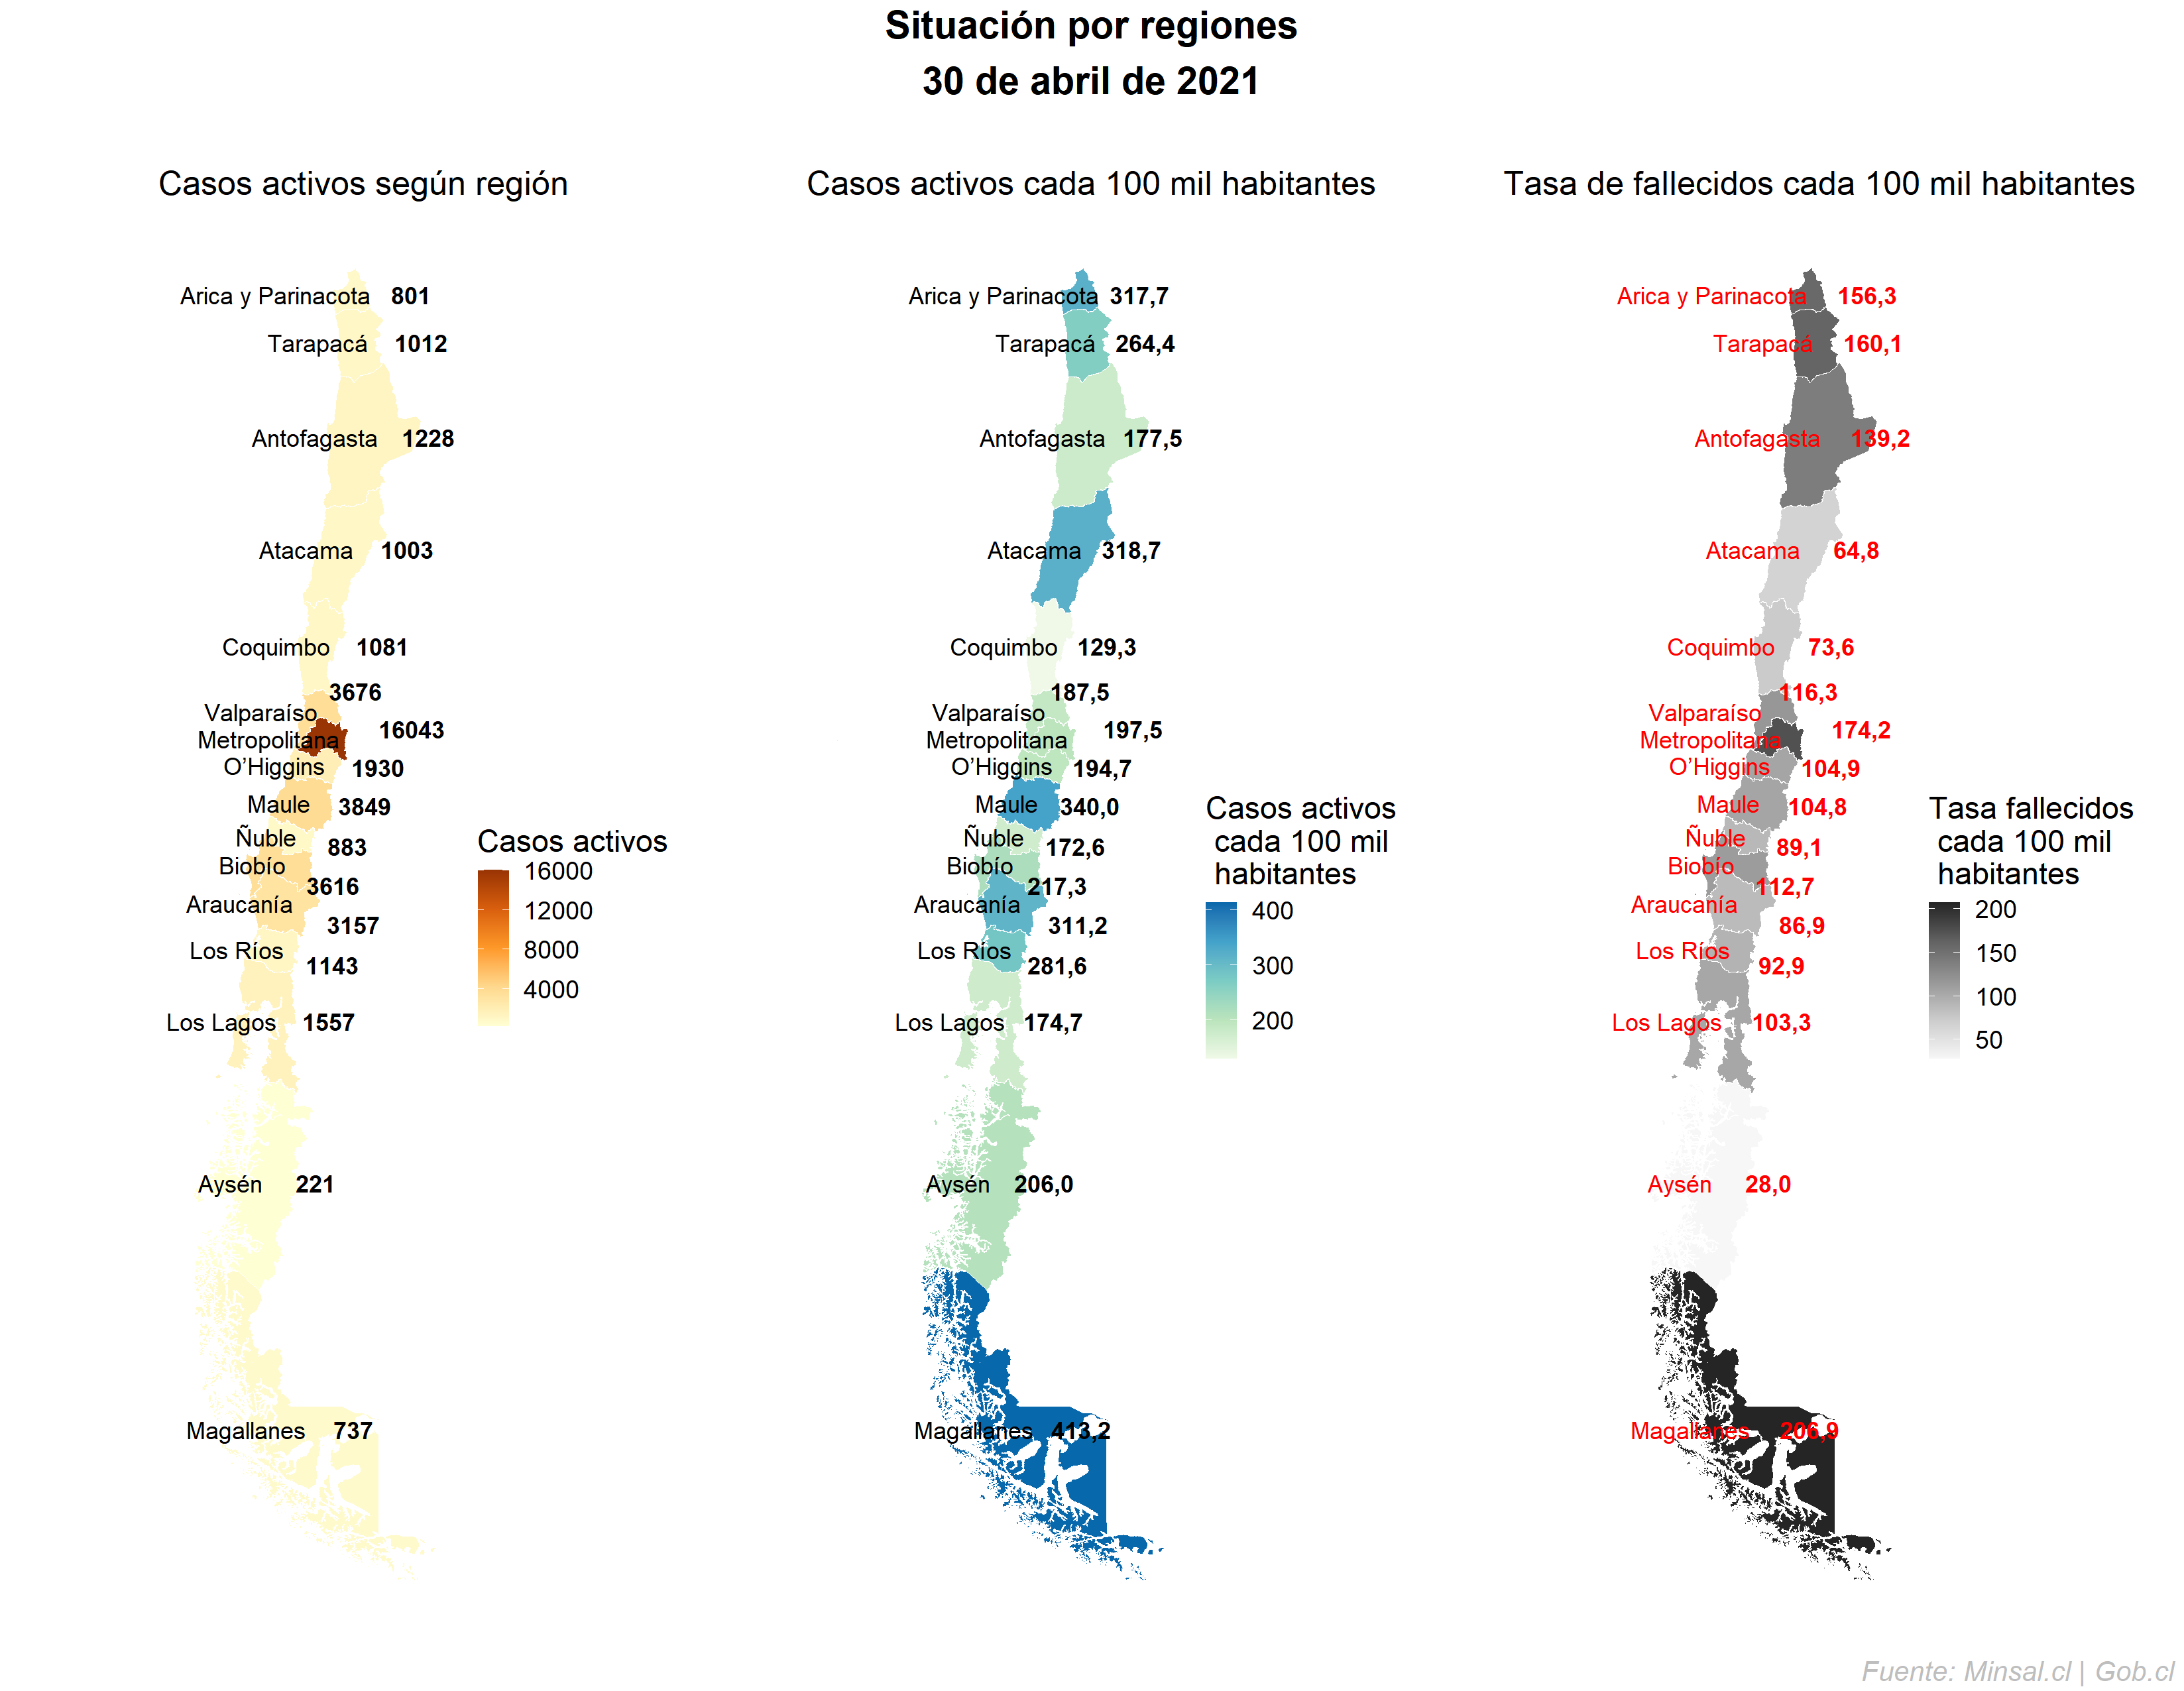 Situación por regiones
30 de abril de 2021
Casos activos según región
Arica y Parinacota 801
Tarapacá 1012
Antofagasta 1228
Atacama 1003
Coquimbo 1081
3676
Valparaíso
16043
Metropolitana
O’Higgins 1930
Maule 3849
Ñuble 883
Biobío
3616
Araucanía
3157
Los Ríos
1143
Los Lagos 1557
Aysén 221
Magallanes 737
Casos activos
16000
12000
8000
4000
Casos activos cada 100 mil habitantes
Arica y Parinacota 317,7
Tarapacá 264,4
Antofagasta 177,5
Atacama 318,7
Coquimbo 129,3
187,5
Valparaíso
197,5
Metropolitana
O’Higgins 194,7
Maule 340,0
Ñuble 172,6
Biobío
217,3
Araucanía
311,2
Los Ríos
281,6
Los Lagos 174,7
Aysén 206,0
Magallanes 413,2
Casos activos
cada 100 mil
habitantes
400
300
200
Tasa de fallecidos cada 100 mil habitantes
Arica y Parinacota 156,3
Tarapacá 160,1
Antofagasta 139,2
Atacama 64,8
Coquimbo 73,6
116,3
Valparaíso
174,2
Metropolitana
O’Higgins 104,9
Maule 104,8
Ñuble 89,1
Biobío
112,7
Araucanía
86,9
Los Ríos
92,9
Los Lagos 103,3
Aysén 28,0
Magallanes 206,9
Tasa fallecidos
cada 100 mil
habitantes
200
150
100
50
Fuente: Minsal.cl | Gob.cl